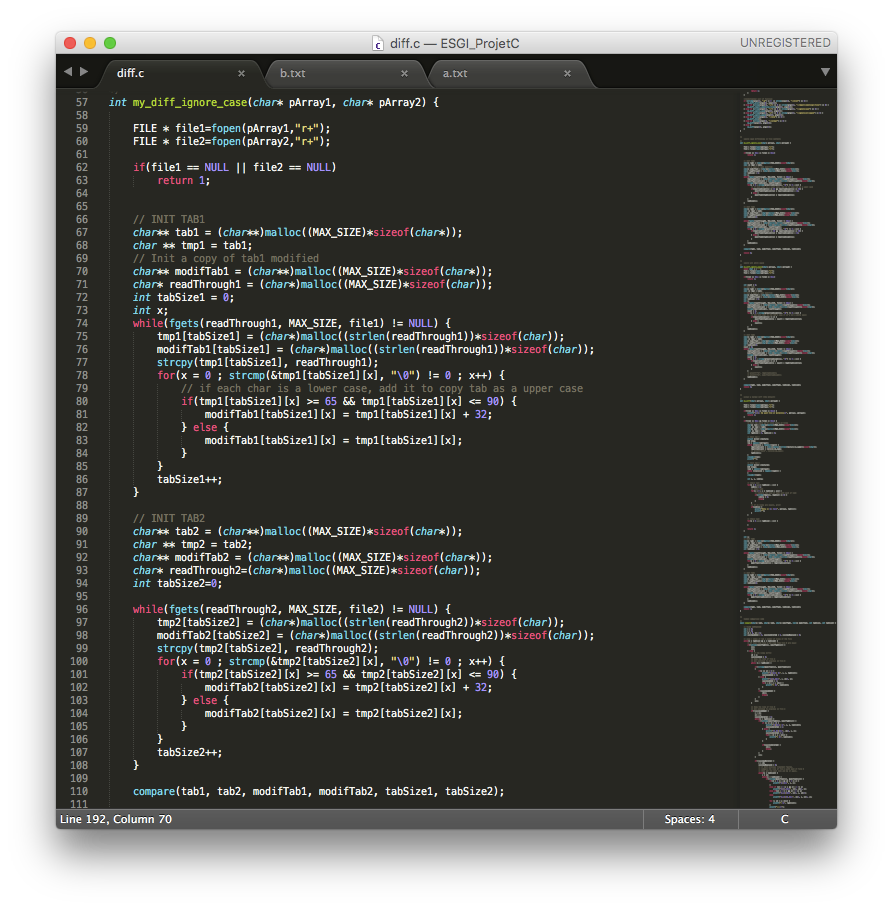 diff.c — ESGI_ProjetC
UNREGISTERED
diff.c × b.txt × a.txt ×
57 int my_diff_ignore_case(char* pArray1, char* pArray2) {
58
59     FILE * file1=fopen(pArray1,"r+");
60     FILE * file2=fopen(pArray2,"r+");
61
62     if(file1 == NULL || file2 == NULL)
63         return 1;
64
65
66     // INIT TAB1
67     char** tab1 = (char**)malloc((MAX_SIZE)*sizeof(char*));
68     char ** tmp1 = tab1;
69     // Init a copy of tab1 modified
70     char** modifTab1 = (char**)malloc((MAX_SIZE)*sizeof(char*));
71     char* readThrough1 = (char*)malloc((MAX_SIZE)*sizeof(char));
72     int tabSize1 = 0;
73     int x;
74     while(fgets(readThrough1, MAX_SIZE, file1) != NULL) {
75         tmp1[tabSize1] = (char*)malloc((strlen(readThrough1))*sizeof(char));
76         modifTab1[tabSize1] = (char*)malloc((strlen(readThrough1))*sizeof(char));
77         strcpy(tmp1[tabSize1], readThrough1);
78         for(x = 0 ; strcmp(&tmp1[tabSize1][x], "\0") != 0 ; x++) {
79             // if each char is a lower case, add it to copy tab as a upper case
80             if(tmp1[tabSize1][x] >= 65 && tmp1[tabSize1][x] <= 90) {
81                 modifTab1[tabSize1][x] = tmp1[tabSize1][x] + 32;
82             } else {
83                 modifTab1[tabSize1][x] = tmp1[tabSize1][x];
84             }
85         }
86         tabSize1++;
87     }
88
89     // INIT TAB2
90     char** tab2 = (char**)malloc((MAX_SIZE)*sizeof(char*));
91     char ** tmp2 = tab2;
92     char** modifTab2 = (char**)malloc((MAX_SIZE)*sizeof(char*));
93     char* readThrough2=(char*)malloc((MAX_SIZE)*sizeof(char));
94     int tabSize2=0;
95
96     while(fgets(readThrough2, MAX_SIZE, file2) != NULL) {
97         tmp2[tabSize2] = (char*)malloc((strlen(readThrough2))*sizeof(char));
98         modifTab2[tabSize2] = (char*)malloc((strlen(readThrough2))*sizeof(char));
99         strcpy(tmp2[tabSize2], readThrough2);
100         for(x = 0 ; strcmp(&tmp2[tabSize2][x], "\0") != 0 ; x++) {
101             if(tmp2[tabSize2][x] >= 65 && tmp2[tabSize2][x] <= 90) {
102                 modifTab2[tabSize2][x] = tmp2[tabSize2][x] + 32;
103             } else {
104                 modifTab2[tabSize2][x] = tmp2[tabSize2][x];
105             }
106         }
107         tabSize2++;
108     }
109
110     compare(tab1, tab2, modifTab1, modifTab2, tabSize1, tabSize2);
111
Line 192, Column 70
Spaces: 4
C